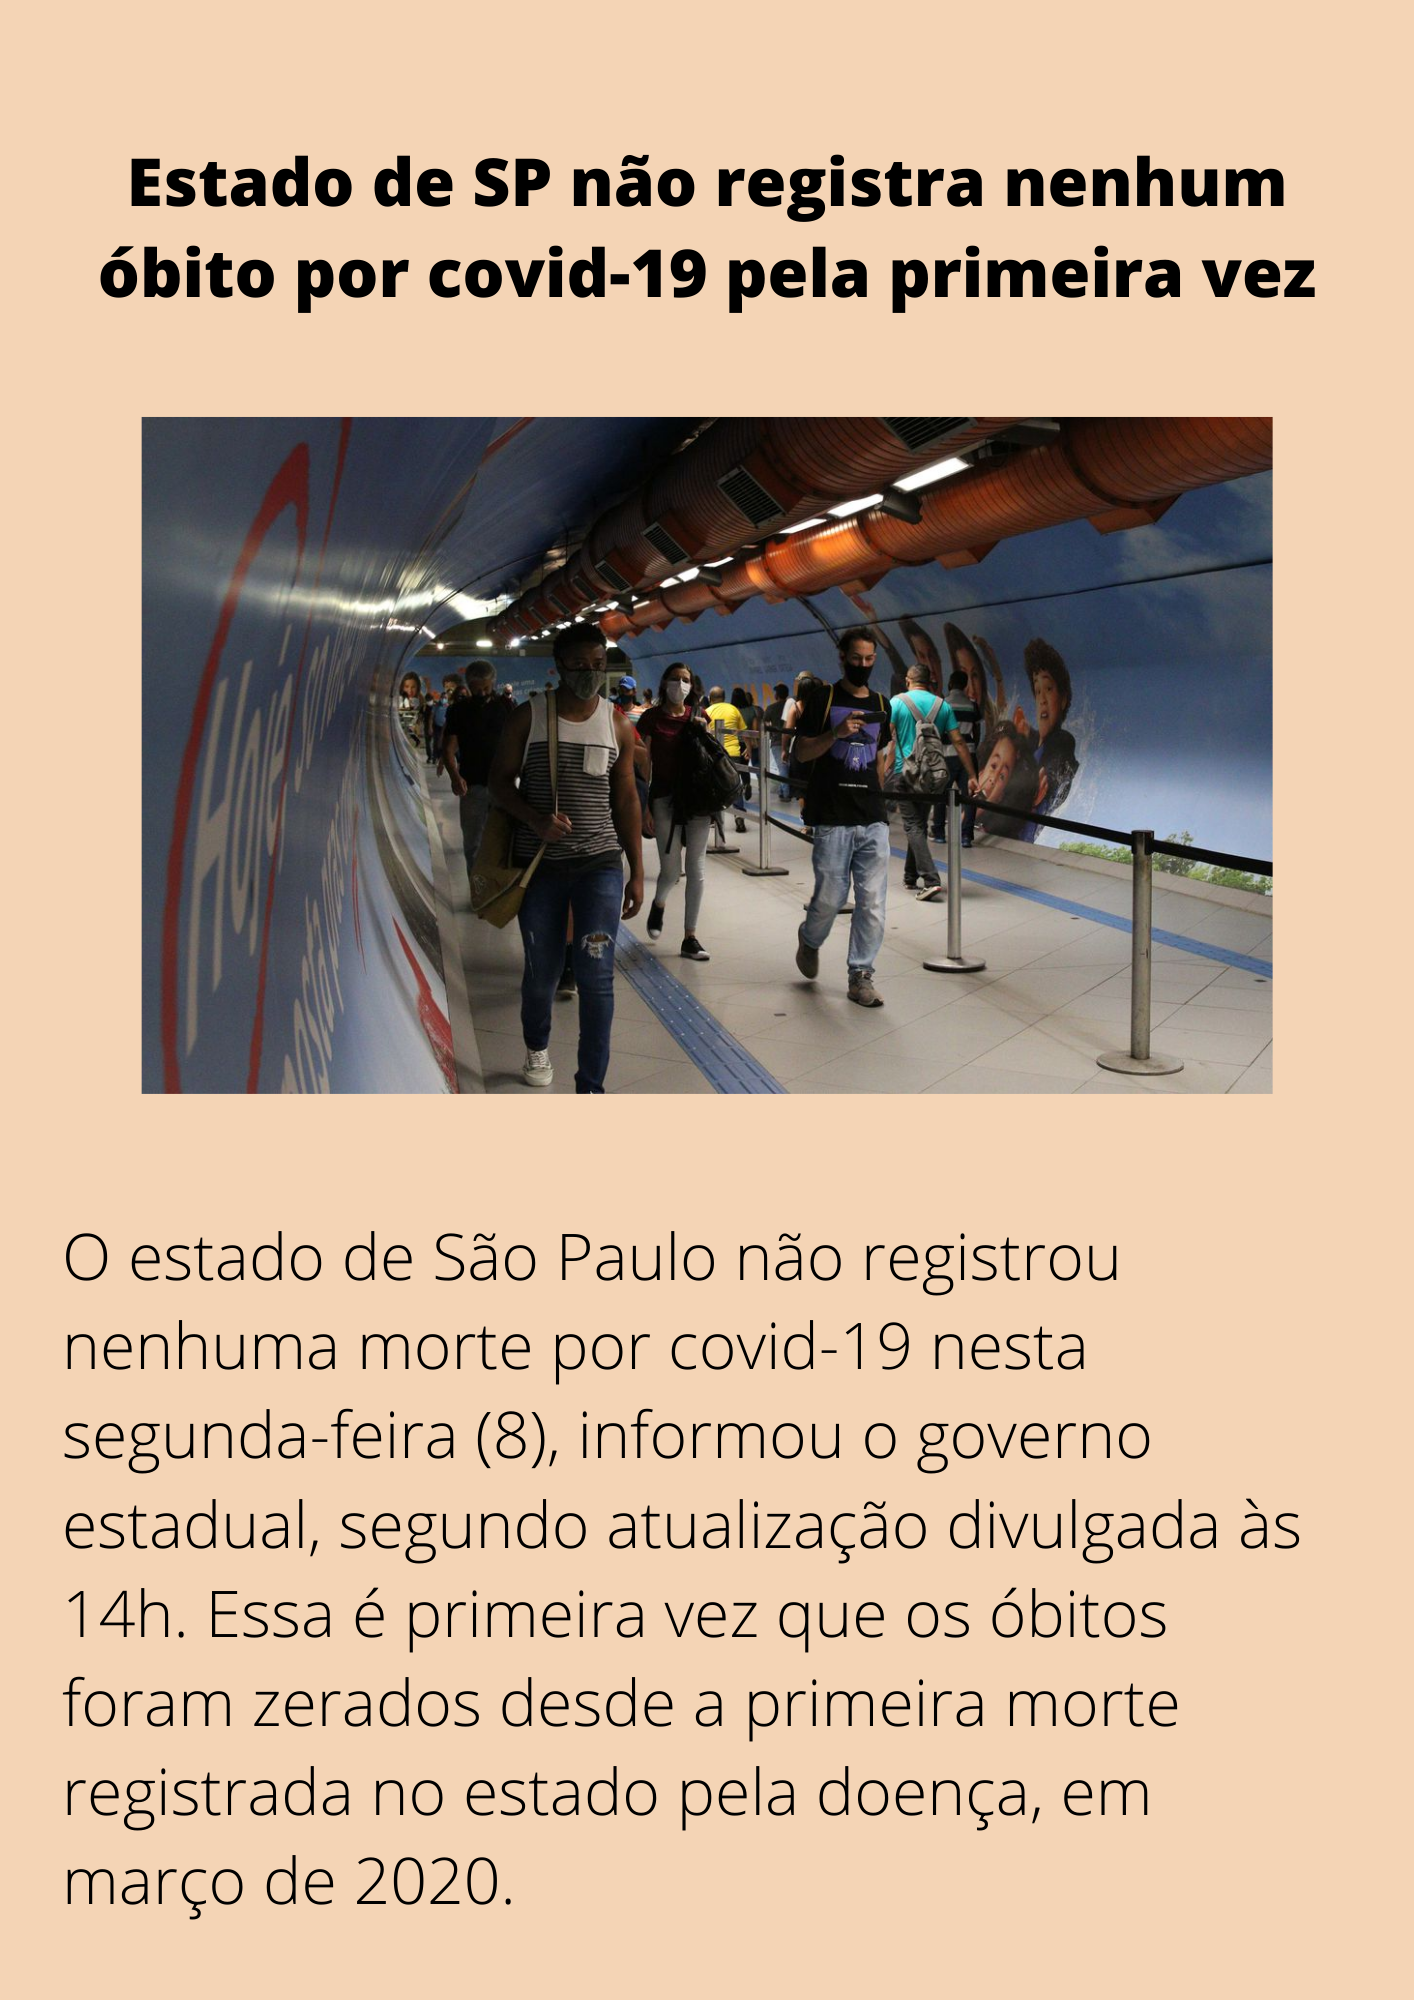 Estado de SP não registra nenhum
óbito por covid-19 pela primeira vez
Hora
O estado de São Paulo não registrou
nenhuma morte por covid-19 nesta
segunda-feira (8), informou o governo
estadual, segundo atualização divulgada às
14h. Essa é primeira vez que os óbitos
foram zerados desde a primeira morte
registrada no estado pela doença, em
março de 2020.